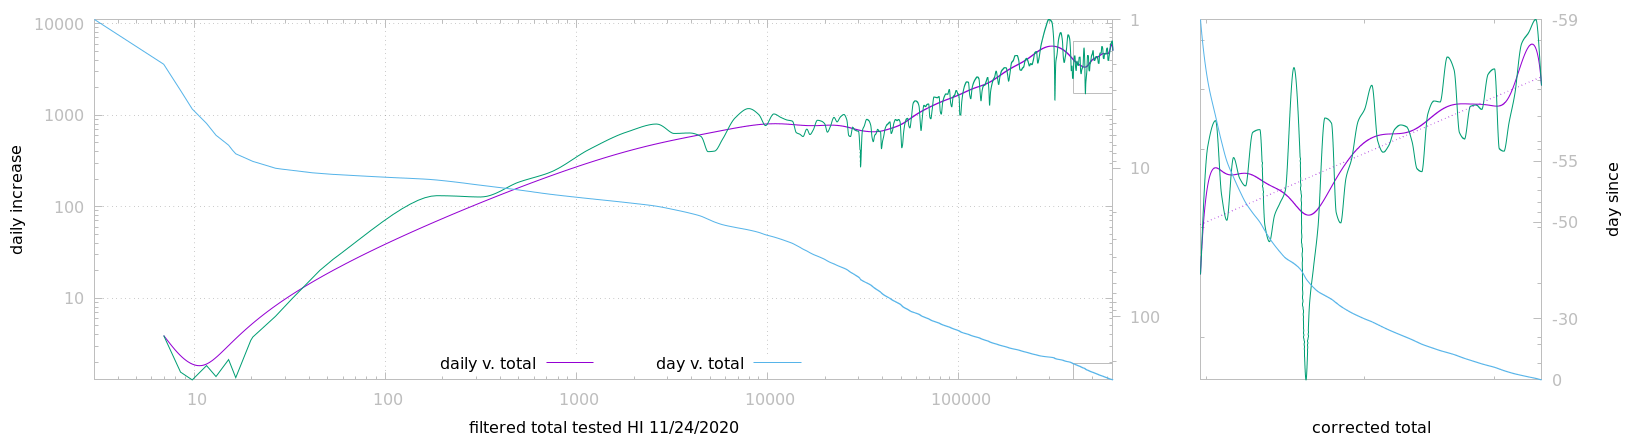 10000
1000
100
10
daily increase
10
100
1000
10000
100000
1
10
100
daily v. total
day v. total
filtered total tested HI 11/24/2020
-59
-55
-50
-30
0
day since
corrected total